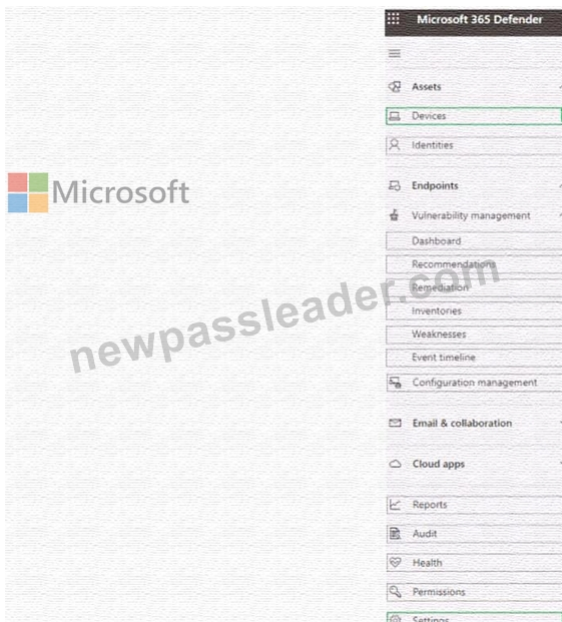 Microsoft 365 Defender
Assets
Devices
Identities
Microsoft
Endpoints
Vulnerability management
Dashboard
Recommendations
Remediation
Inventories
Weaknesses
Event timeline
Configuration management
newpassleader.com
Email & collaboration
Cloud apps
Reports
Audit
Health
Permissions
Settings